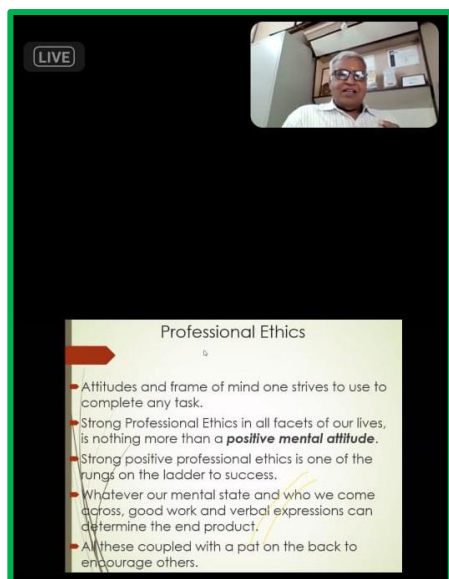 LIVE
Professional Ethics
Attitudes and frame of mind one strives to use to
complete any task.
Strong Professional Ethics in all facets of our lives,
is nothing more than a positive mental attitude.
Strong positive professional ethics is one of the
rungs on the ladder to success.
Whatever our mental state and who we come
across, good work and verbal expressions can
determine the end product.
All these coupled with a pat on the back to
encourage others.